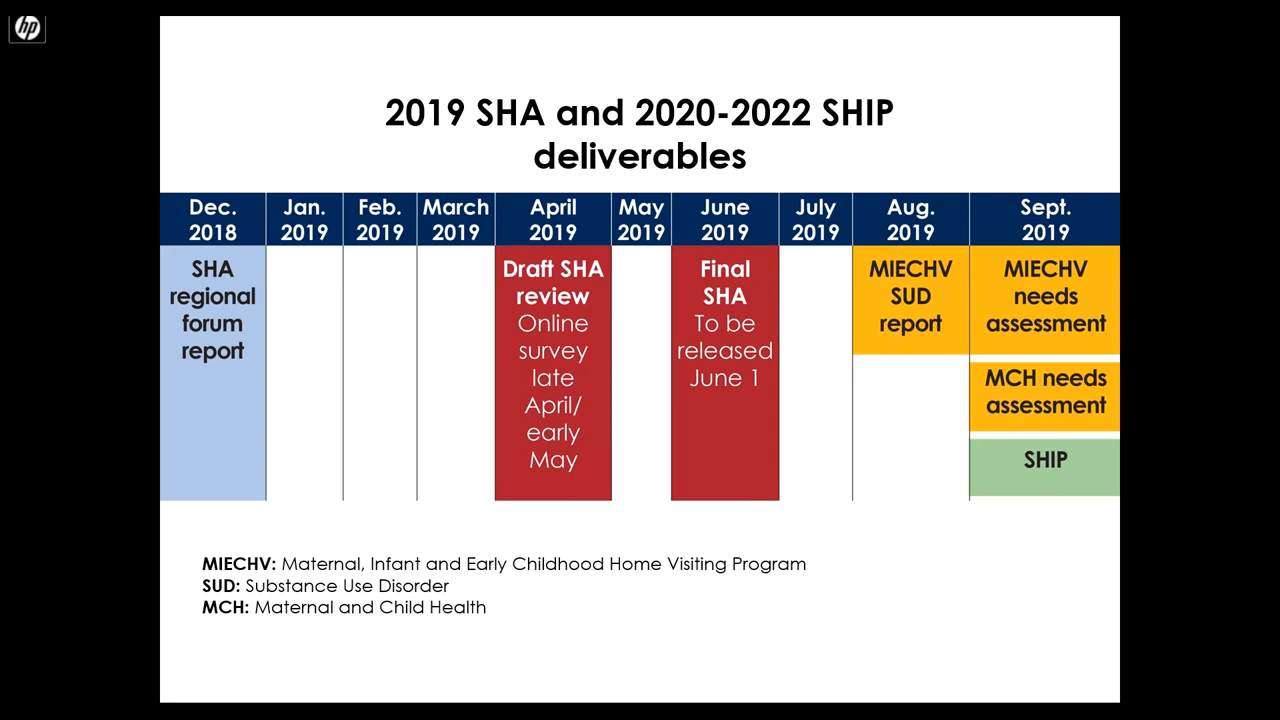 hp
2019 SHA and 2020-2022 SHIP
deliverables
Dec.
2018
Jan.
2019
Feb.
2019
March
2019
April
2019
May
2019
June
2019
July
2019
Aug.
2019
Sept.
2019
SHA
regional
forum
report
Draft SHA
review
Online
survey
late
April/
early
May
Final
SHA
To be
released
June 1
MIECHV
SUD
report
MIECHV
needs
assessment
MCH needs
assessment
SHIP
MIECHV: Maternal, Infant and Early Childhood Home Visiting Program
SUD: Substance Use Disorder
MCH: Maternal and Child Health